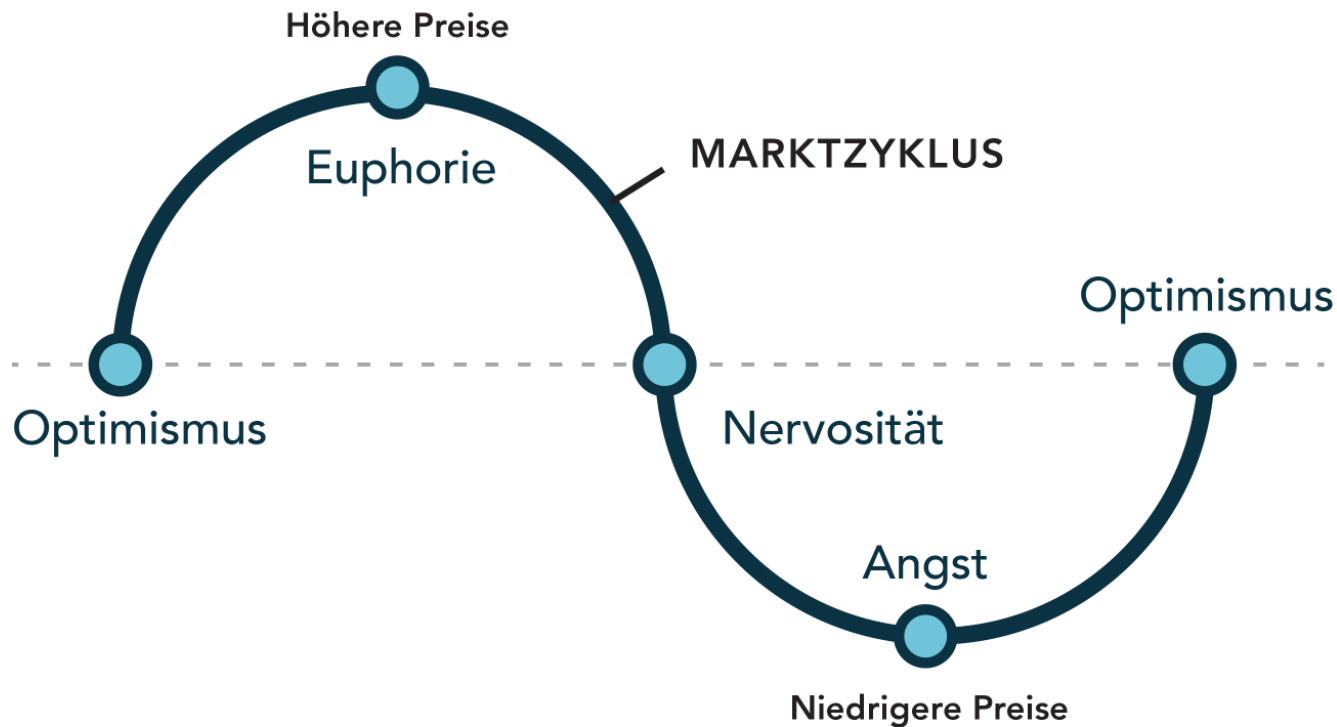 Höhere Preise
Euphorie
MARKTZYKLUS
Optimismus
Optimismus
Nervosität
Angst
Niedrigere Preise